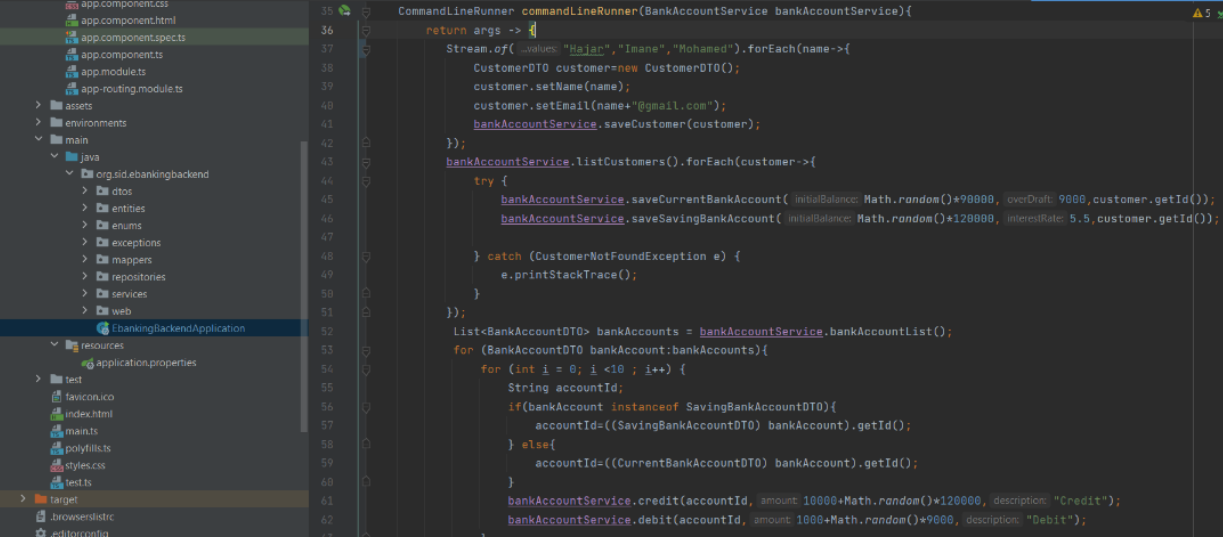 app.component.css
app.component.html
app.component.spec.ts
app.component.ts
app.module.ts
app-routing.module.ts
assets
environments
main
java
org.sid.ebankingbackend
dtos
entities
enums
exceptions
mappers
repositories
services
web
EbankingBackendApplication
resources
application.properties
test
favicon.ico
index.html
main.ts
polyfills.ts
styles.css
test.ts
target
.browserslistrc
.editorconfig
35 CommandLineRunner commandLineRunner(BankAccountService bankAccountService){
36 return args -> {
37 Stream.of( ...values: "Hajar","Imane","Mohamed").forEach(name->{
38 CustomerDTO customer=new CustomerDTO();
39 customer.setName(name);
40 customer.setEmail(name+"@gmail.com");
41 bankAccountService.saveCustomer(customer);
42 });
43 bankAccountService.listCustomers().forEach(customer->{
44 try {
45 bankAccountService.saveCurrentBankAccount( initialBalance: Math.random()*90000, overDraft: 9000,customer.getId());
46 bankAccountService.saveSavingBankAccount( initialBalance: Math.random()*120000, interestRate: 5.5,customer.getId());
47
48 } catch (CustomerNotFoundException e) {
49 e.printStackTrace();
50 }
51 });
52 List<BankAccountDTO> bankAccounts = bankAccountService.bankAccountList();
53 for (BankAccountDTO bankAccount:bankAccounts){
54 for (int i = 0; i <10 ; i++) {
55 String accountId;
56 if(bankAccount instanceof SavingBankAccountDTO){
57 accountId=((SavingBankAccountDTO) bankAccount).getId();
58 } else{
59 accountId=((CurrentBankAccountDTO) bankAccount).getId();
60 }
61 bankAccountService.credit(accountId, amount: 10000+Math.random()*120000, description: "Credit");
62 bankAccountService.debit(accountId, amount: 1000+Math.random()*9000, description: "Debit");
5